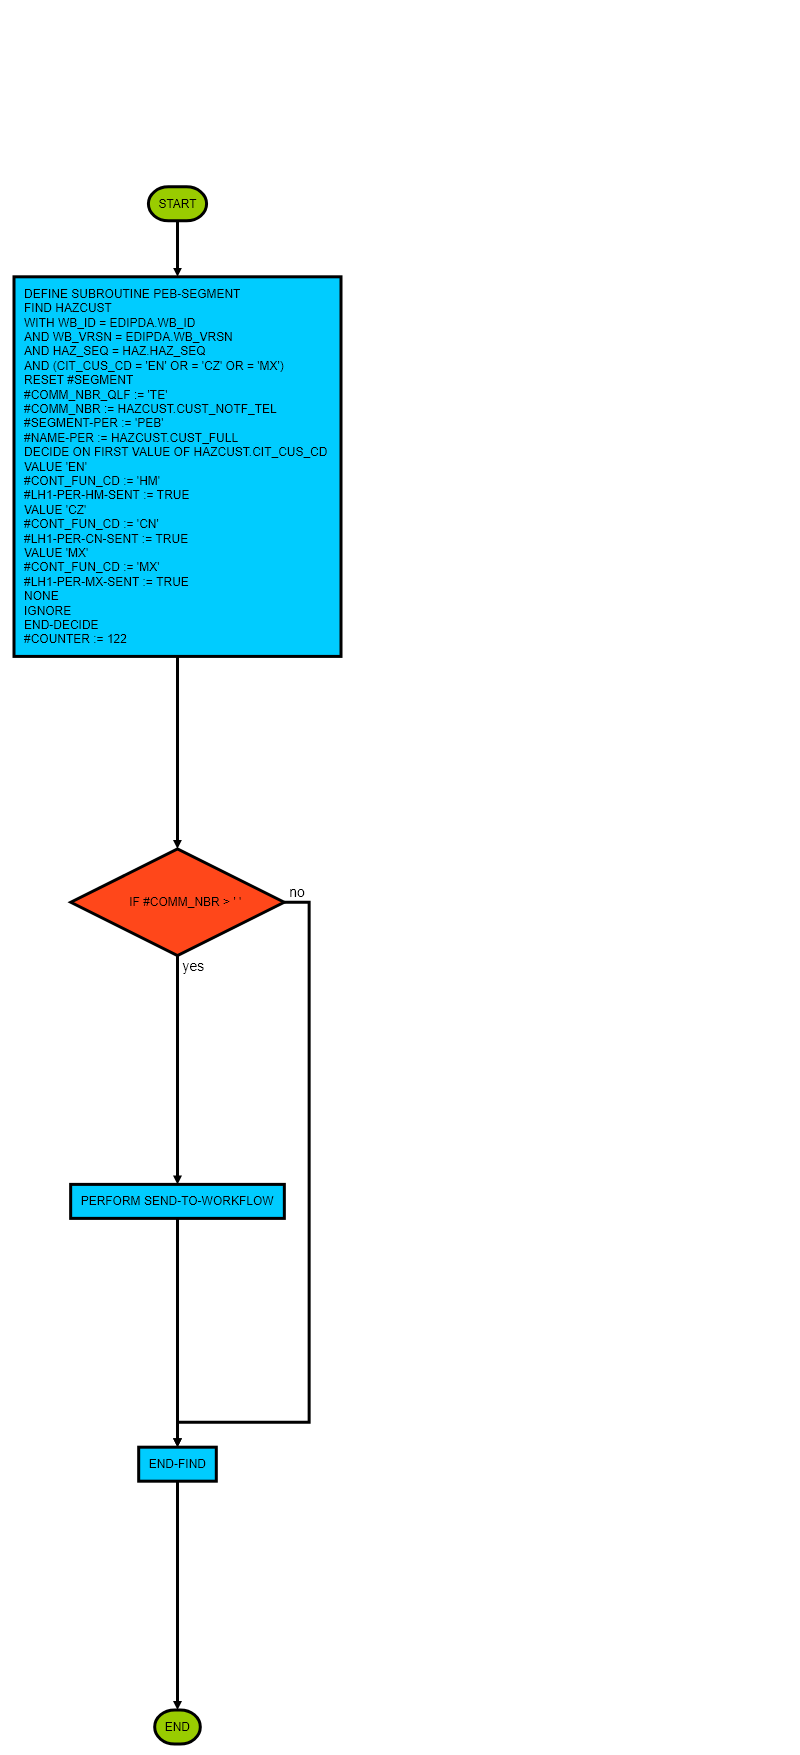 START
DEFINE SUBROUTINE PEB-SEGMENT
FIND HAZCUST
WITH WB_ID = EDIPDA.WB_ID
AND WB_VRSN = EDIPDA.WB_VRSN
AND HAZ_SEQ = HAZ.HAZ_SEQ
AND (CIT_CUS_CD = 'EN' OR = 'CZ' OR = 'MX')
RESET #SEGMENT
#COMM_NBR_QLF := 'TE'
#COMM_NBR := HAZCUST.CUST_NOTF_TEL
#SEGMENT-PER := 'PEB'
#NAME-PER := HAZCUST.CUST_FULL
DECIDE ON FIRST VALUE OF HAZCUST.CIT_CUS_CD
VALUE 'EN'
#CONT_FUN_CD := 'HM'
#LH1-PER-HM-SENT := TRUE
VALUE 'CZ'
#CONT_FUN_CD := 'CN'
#LH1-PER-CN-SENT := TRUE
VALUE 'MX'
#CONT_FUN_CD := 'MX'
#LH1-PER-MX-SENT := TRUE
NONE
IGNORE
END-DECIDE
#COUNTER := 122
IF #COMM_NBR > ' '
no
yes
PERFORM SEND-TO-WORKFLOW
END-FIND
END